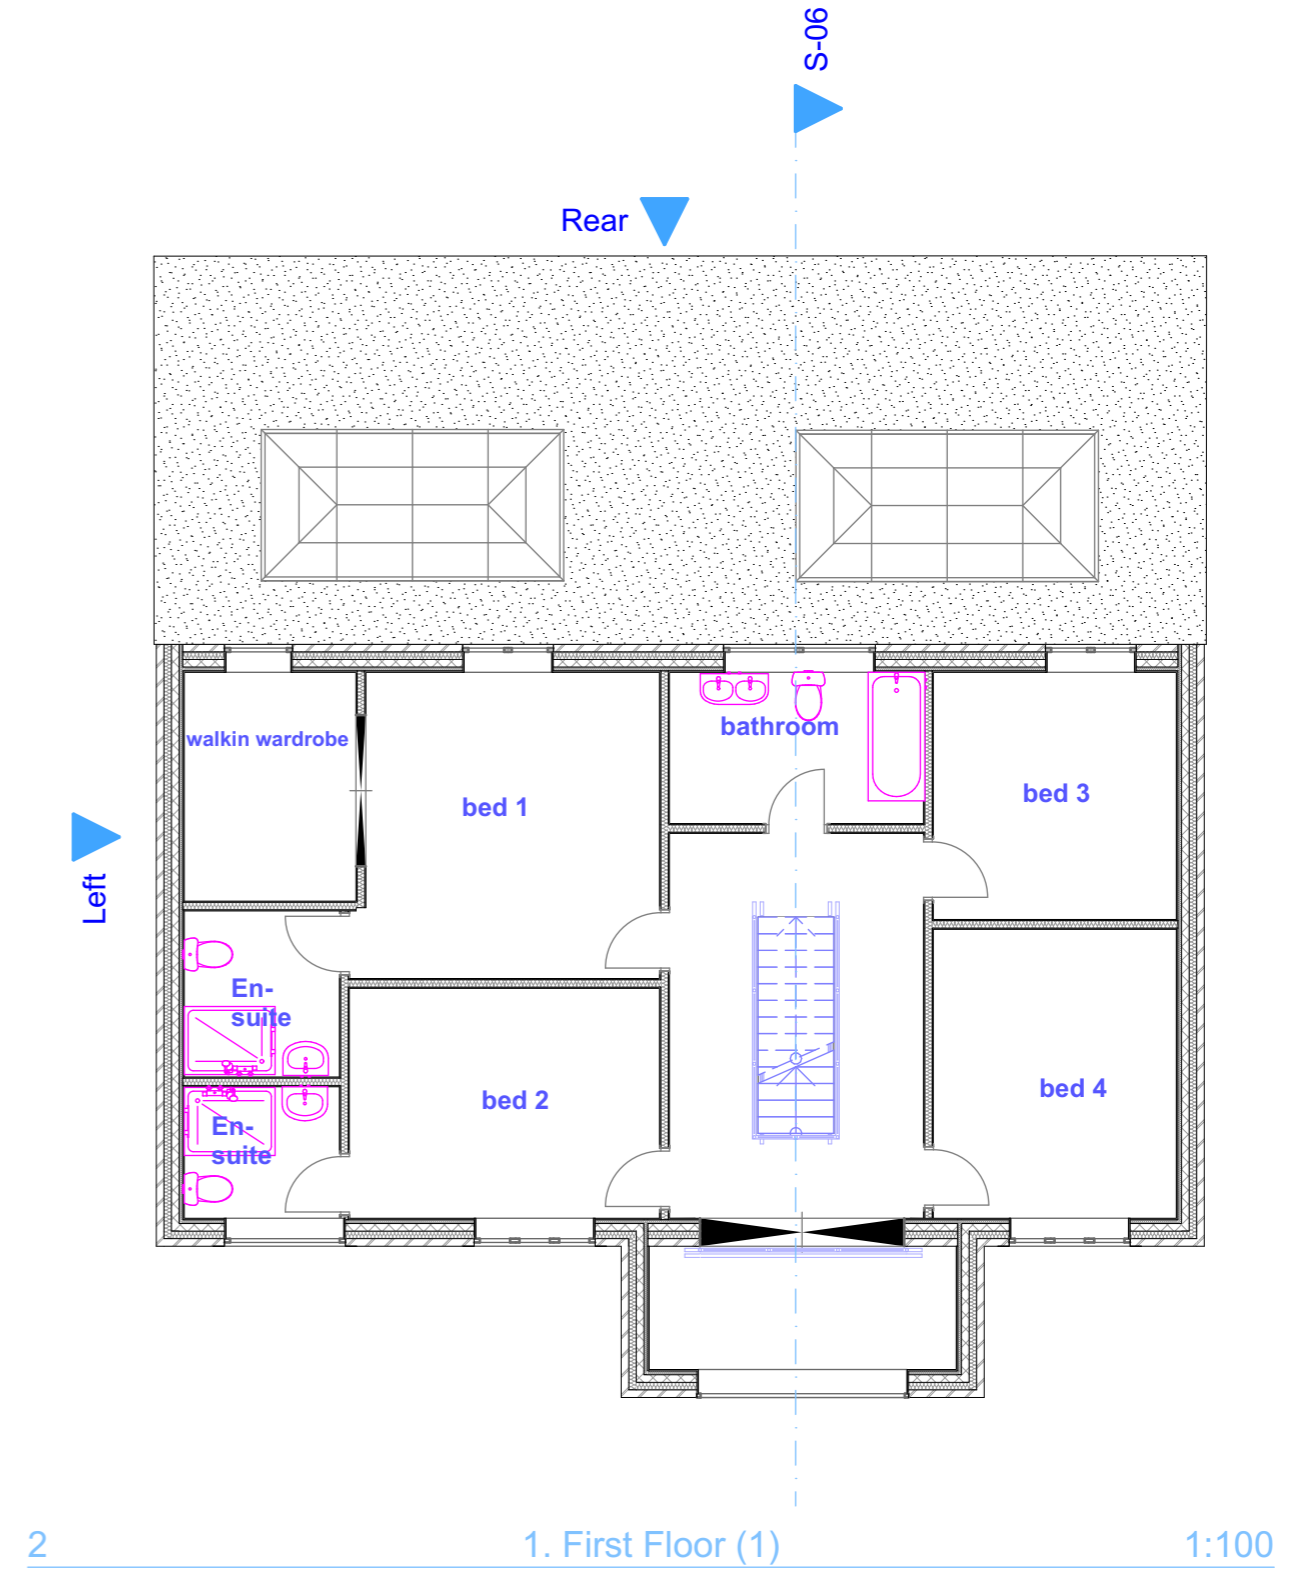 S-06
Rear
walkin wardrobe
bathroom
bed 1
bed 3
Left
En-
suite
bed 2
bed 4
En-
suite
2
1. First Floor (1)
1:100